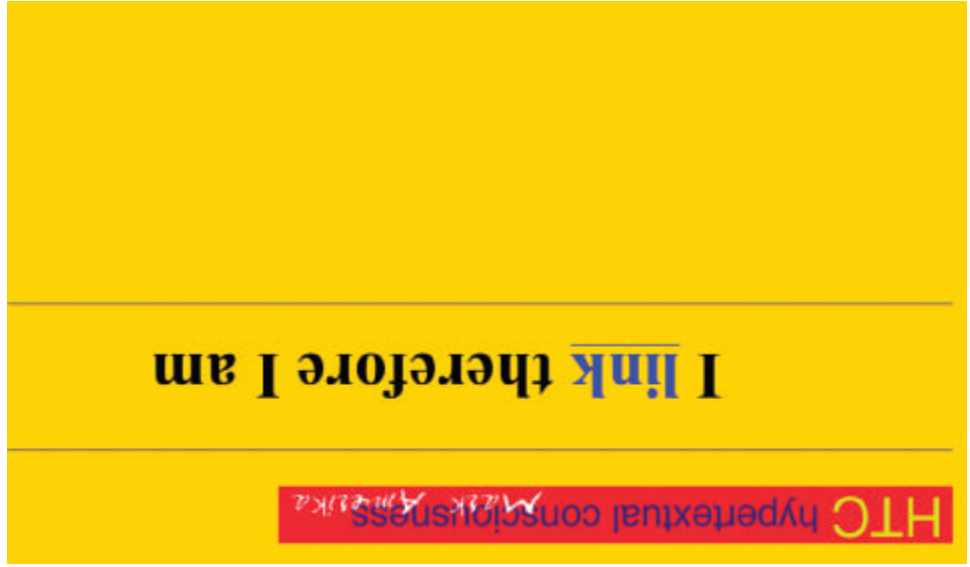 HTC hypertextual consciousness
Mark Amerika
I link therefore I am